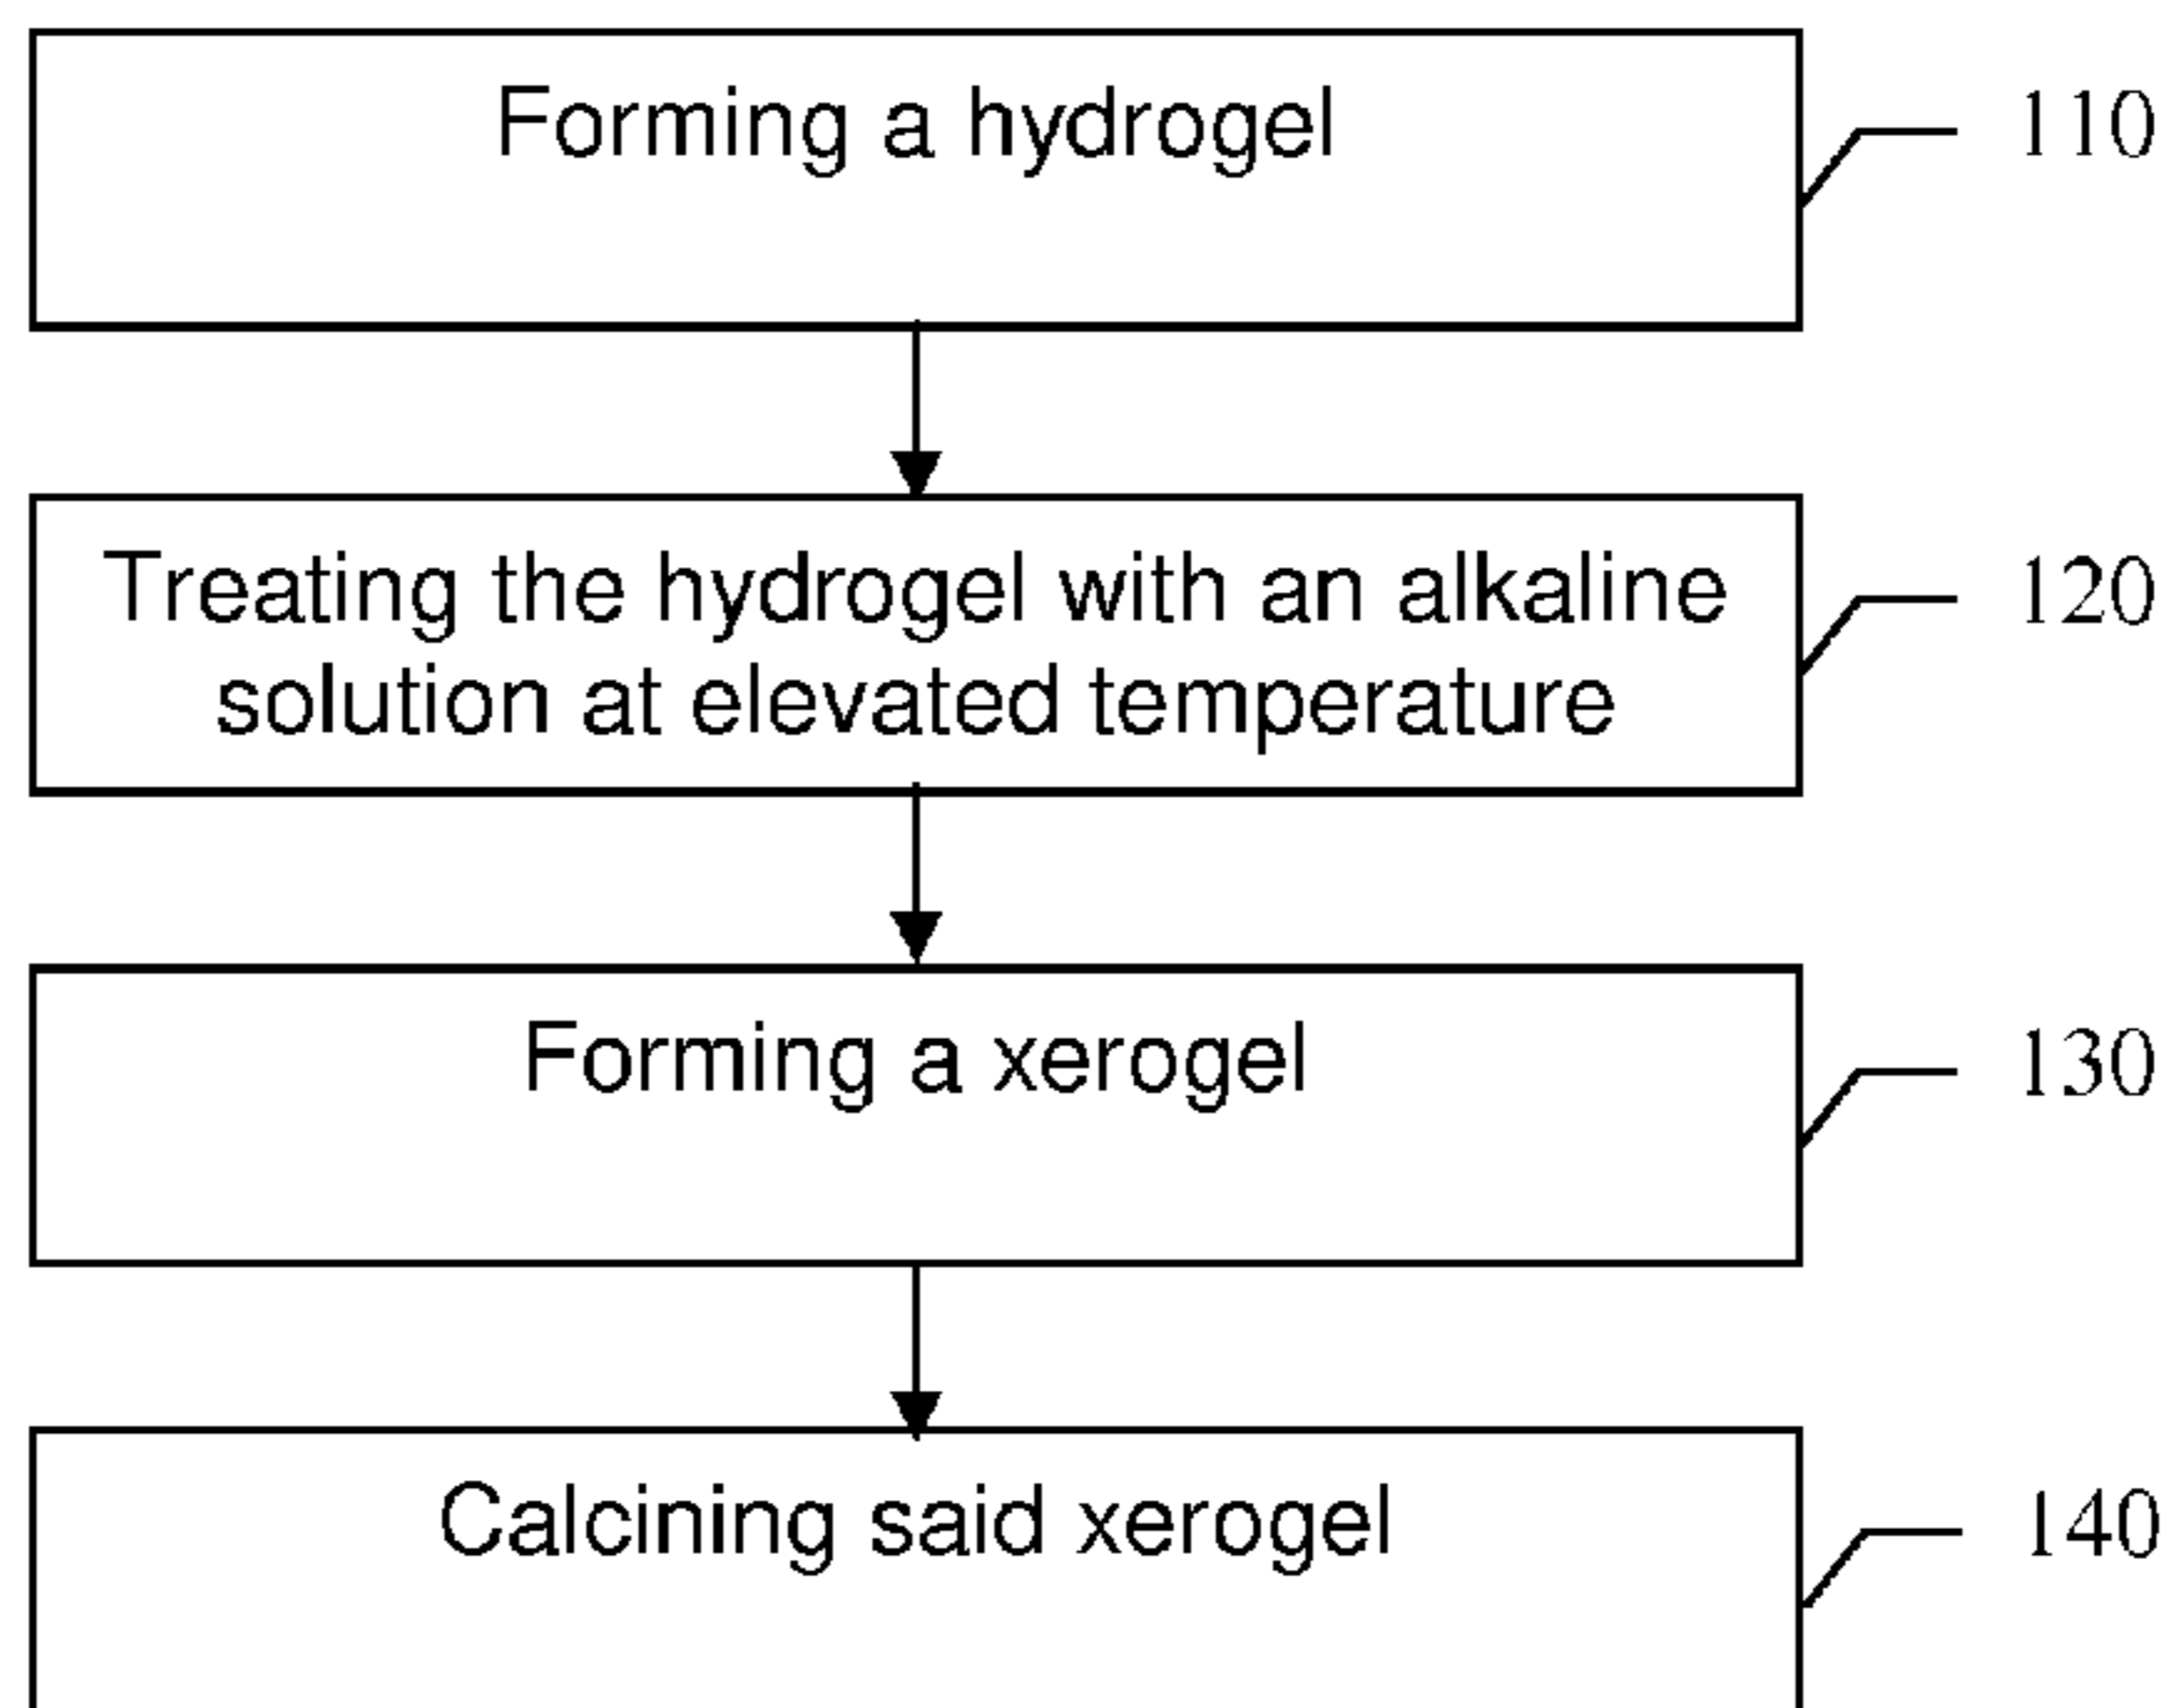 Forming a hydrogel
110
Treating the hydrogel with an alkaline
solution at elevated temperature
120
Forming a xerogel
130
Calcining said xerogel
140